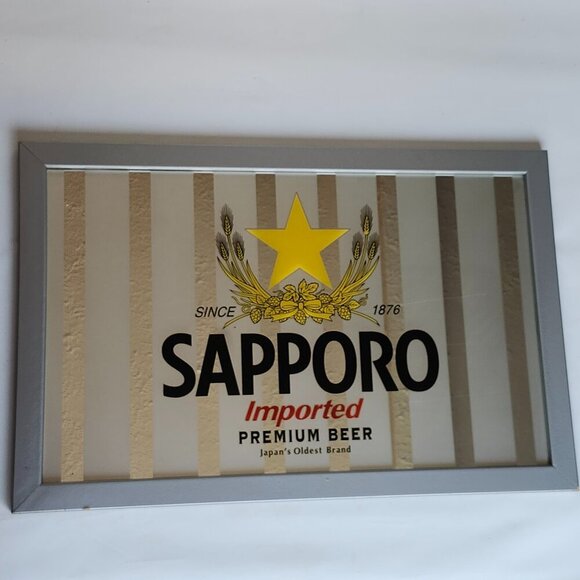 SINCE 1876
SAPPORO
Imported
PREMIUM BEER
Japan's Oldest Brand